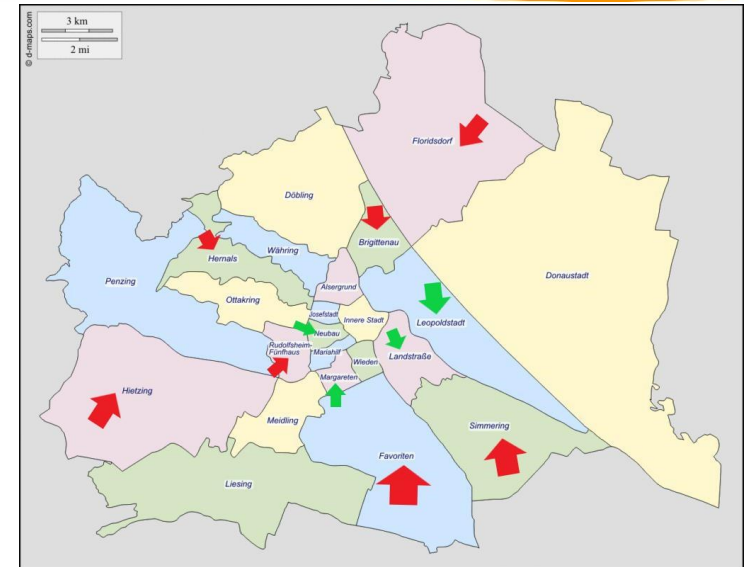 © d-maps.com
3 km
2 mi
Floridsdorf
Döbling
Brigittenau
Währing
Hernals
Penzing
Donaustadt
Alsergrund
Ottakring
Josefstadt
Innere Stadt
Leopoldstadt
Neubau
Rudolfsheim-
Fünfhaus
Mariahilf
Landstraße
Wieden
Margareten
Hietzing
Meidling
Simmering
Favoriten
Liesing